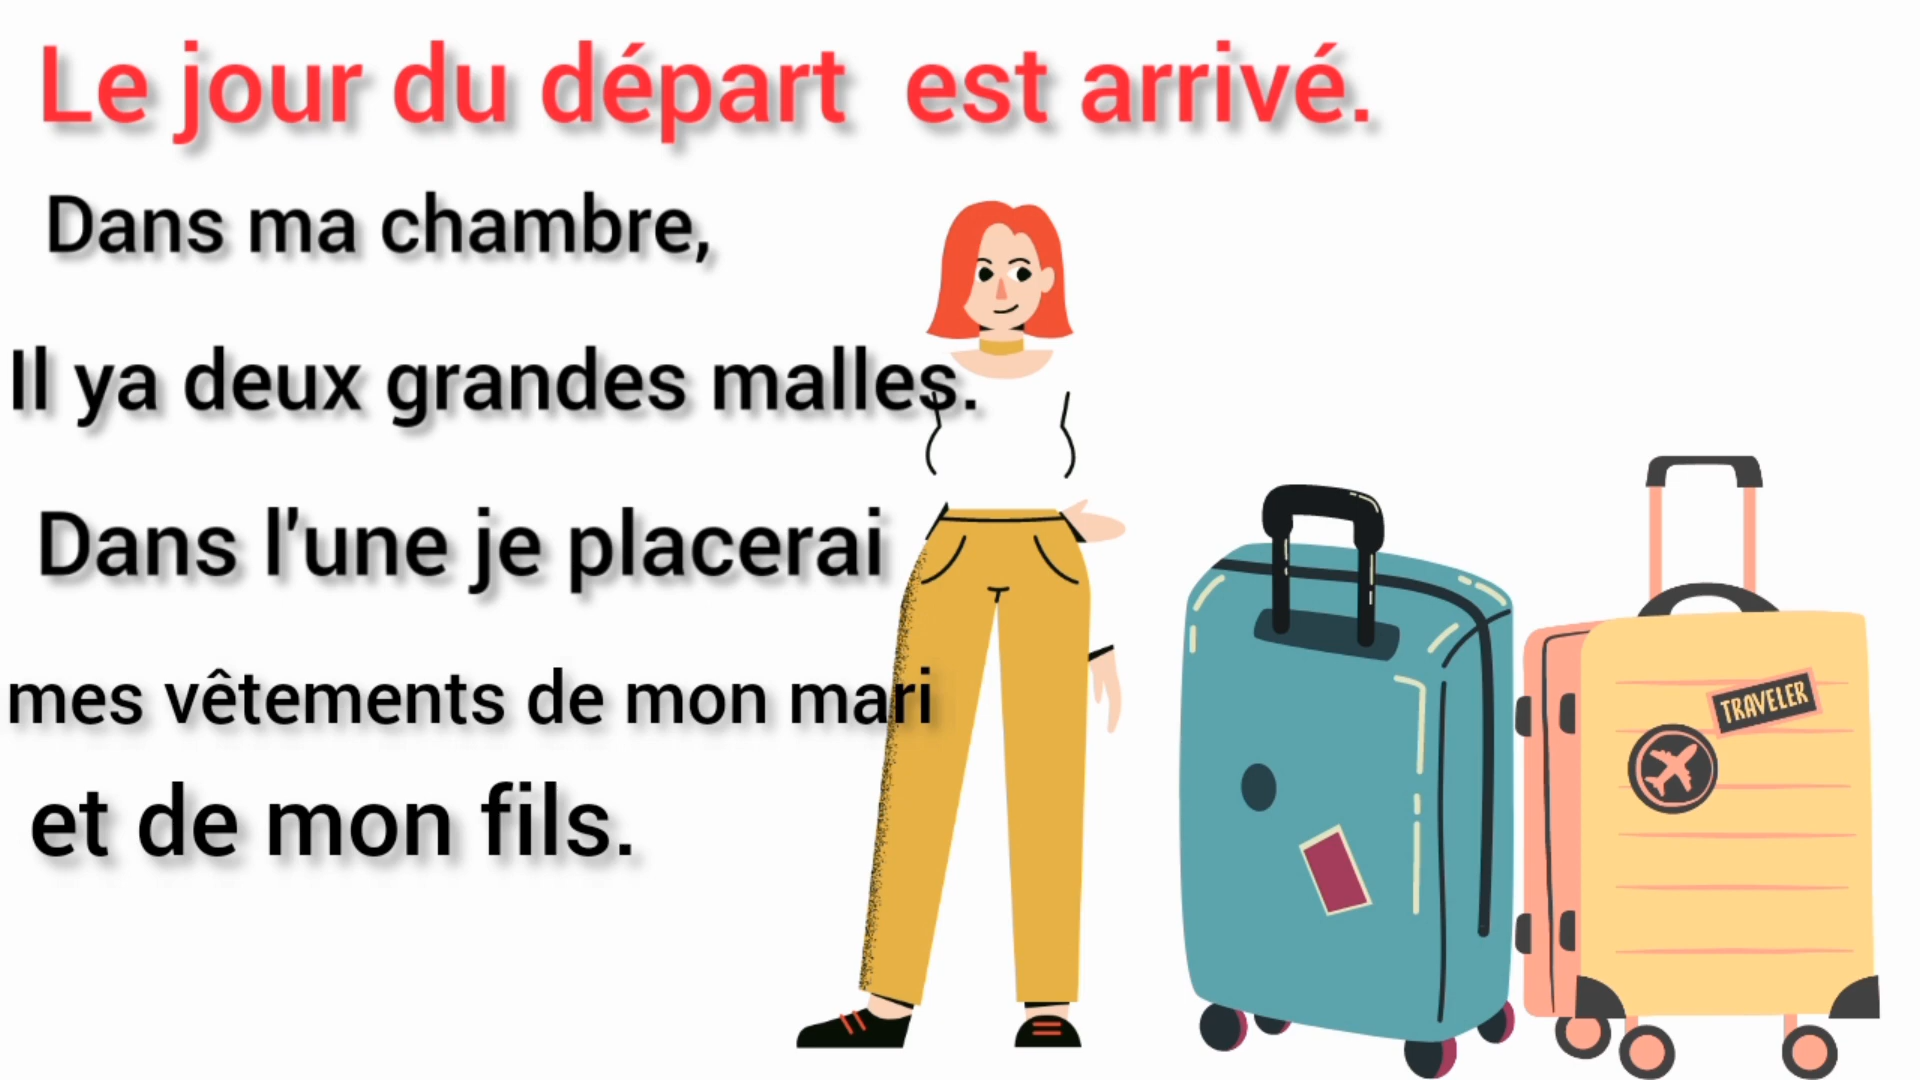 Le jour du départ est arrivé.
Dans ma chambre,
Il ya deux grandes malles.
Dans l'une je placerai
mes vêtements de mon mari
et de mon fils.
TRAVELER